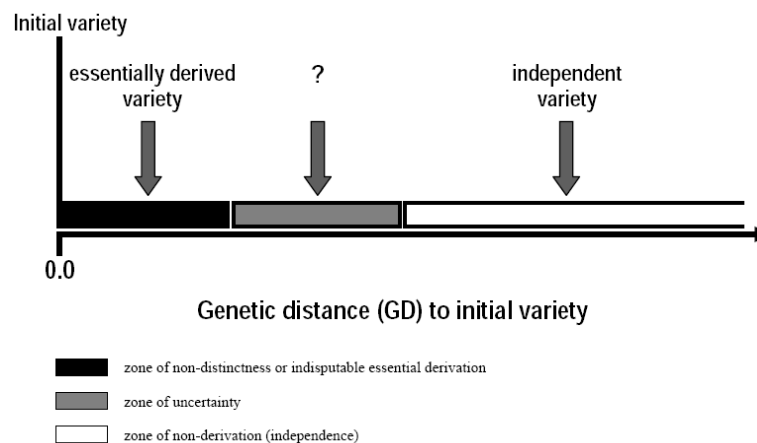 Initial variety
essentially derived
variety
?
independent
variety
0.0
Genetic distance (GD) to initial variety
zone of non-distinctness or indisputable essential derivation
zone of uncertainty
zone of non-derivation (independence)